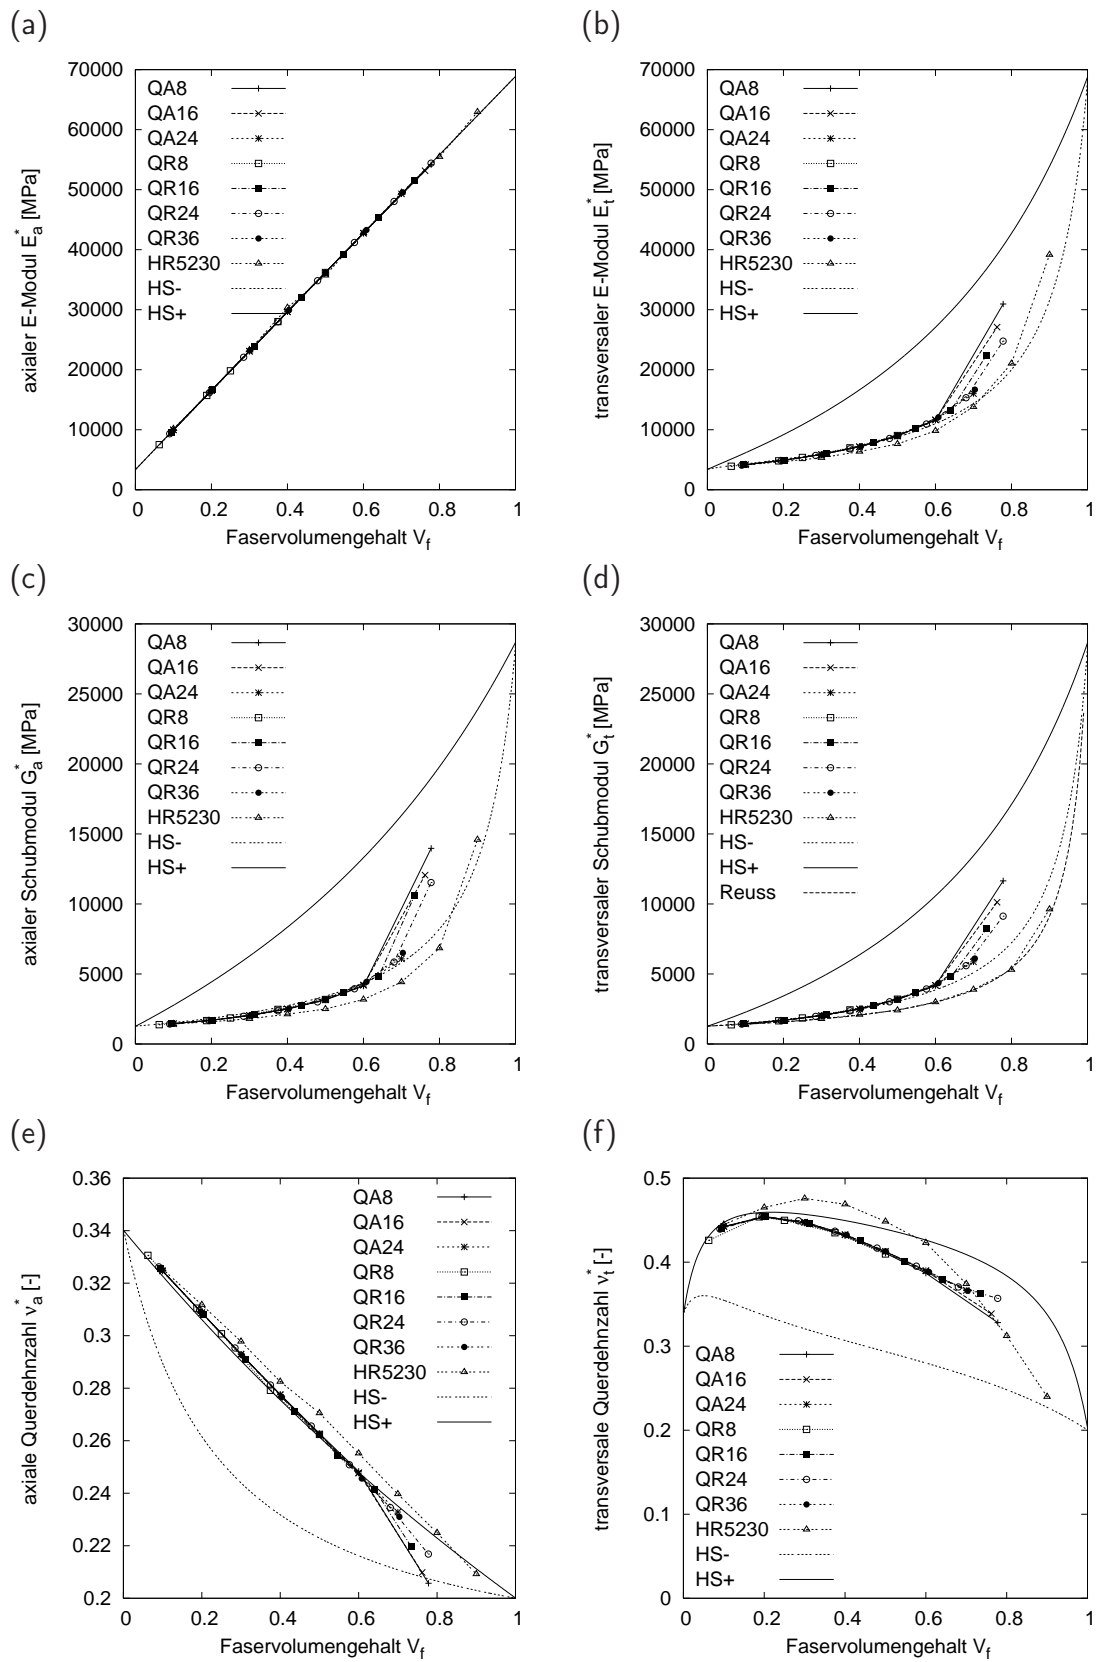 (a)
axialer E-Modul E*a [MPa]
70000
60000
50000
40000
30000
20000
10000
0
0 0.2 0.4 0.6 0.8 1
Faservolumengehalt Vf
QA8
QA16
QA24
QR8
QR16
QR24
QR36
HR5230
HS-
HS+
(b)
transversaler E-Modul E*t [MPa]
70000
60000
50000
40000
30000
20000
10000
0
0 0.2 0.4 0.6 0.8 1
Faservolumengehalt Vf
QA8
QA16
QA24
QR8
QR16
QR24
QR36
HR5230
HS-
HS+
(c)
axialer Schubmodul G*a [MPa]
30000
25000
20000
15000
10000
5000
0
0 0.2 0.4 0.6 0.8 1
Faservolumengehalt Vf
QA8
QA16
QA24
QR8
QR16
QR24
QR36
HR5230
HS-
HS+
(d)
transversaler Schubmodul G*t [MPa]
30000
25000
20000
15000
10000
5000
0
0 0.2 0.4 0.6 0.8 1
Faservolumengehalt Vf
QA8
QA16
QA24
QR8
QR16
QR24
QR36
HR5230
HS-
HS+
Reuss
(e)
axiale Querdehnzahl ν*a [-]
0.36
0.34
0.32
0.3
0.28
0.26
0.24
0.22
0.2
0 0.2 0.4 0.6 0.8 1
Faservolumengehalt Vf
QA8
QA16
QA24
QR8
QR16
QR24
QR36
HR5230
HS-
HS+
(f)
transversale Querdehnzahl ν*t [-]
0.5
0.4
0.3
0.2
0.1
0
0 0.2 0.4 0.6 0.8 1
Faservolumengehalt Vf
QA8
QA16
QA24
QR8
QR16
QR24
QR36
HR5230
HS-
HS+